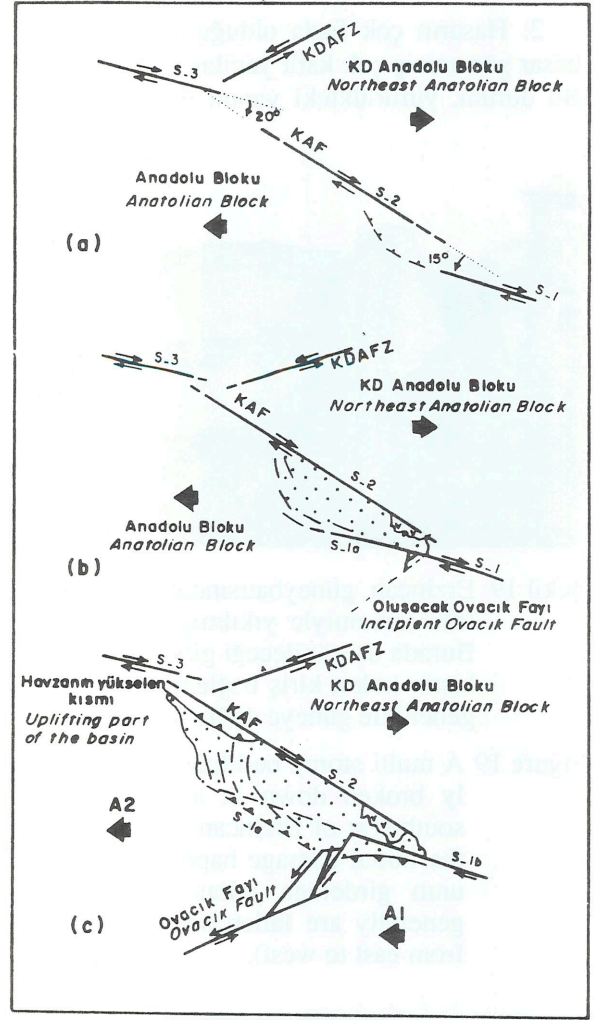 S-3
KDAFZ
KD Anadolu Bloku
Northeast Anatolian Block
20°
KAF
Anadolu Bloku
Anatolian Block
S-2
(a)
15°
S-1
S-3
KDAFZ
KAF
KD Anadolu Bloku
Northeast Anatolian Block
S-2
Anadolu Bloku
Anatolian Block
S-1a
S-1
(b)
Oluşacak Ovacık Fayı
Incipient Ovacık Fault
S-3
KDAFZ
Havzanın yükselen
kısmı
Uplifting part
of the basin
KD Anadolu Bloku
Northeast Anatolian Block
KAF
S-2
A2
S-1a
S-1b
Ovacık Fayı
Ovacık Fault
(c)
A1